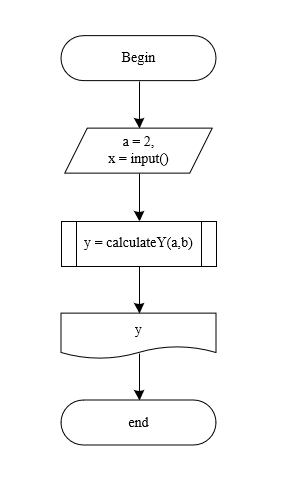 Begin
a = 2,
x = input()
y = calculateY(a,b)
y
end